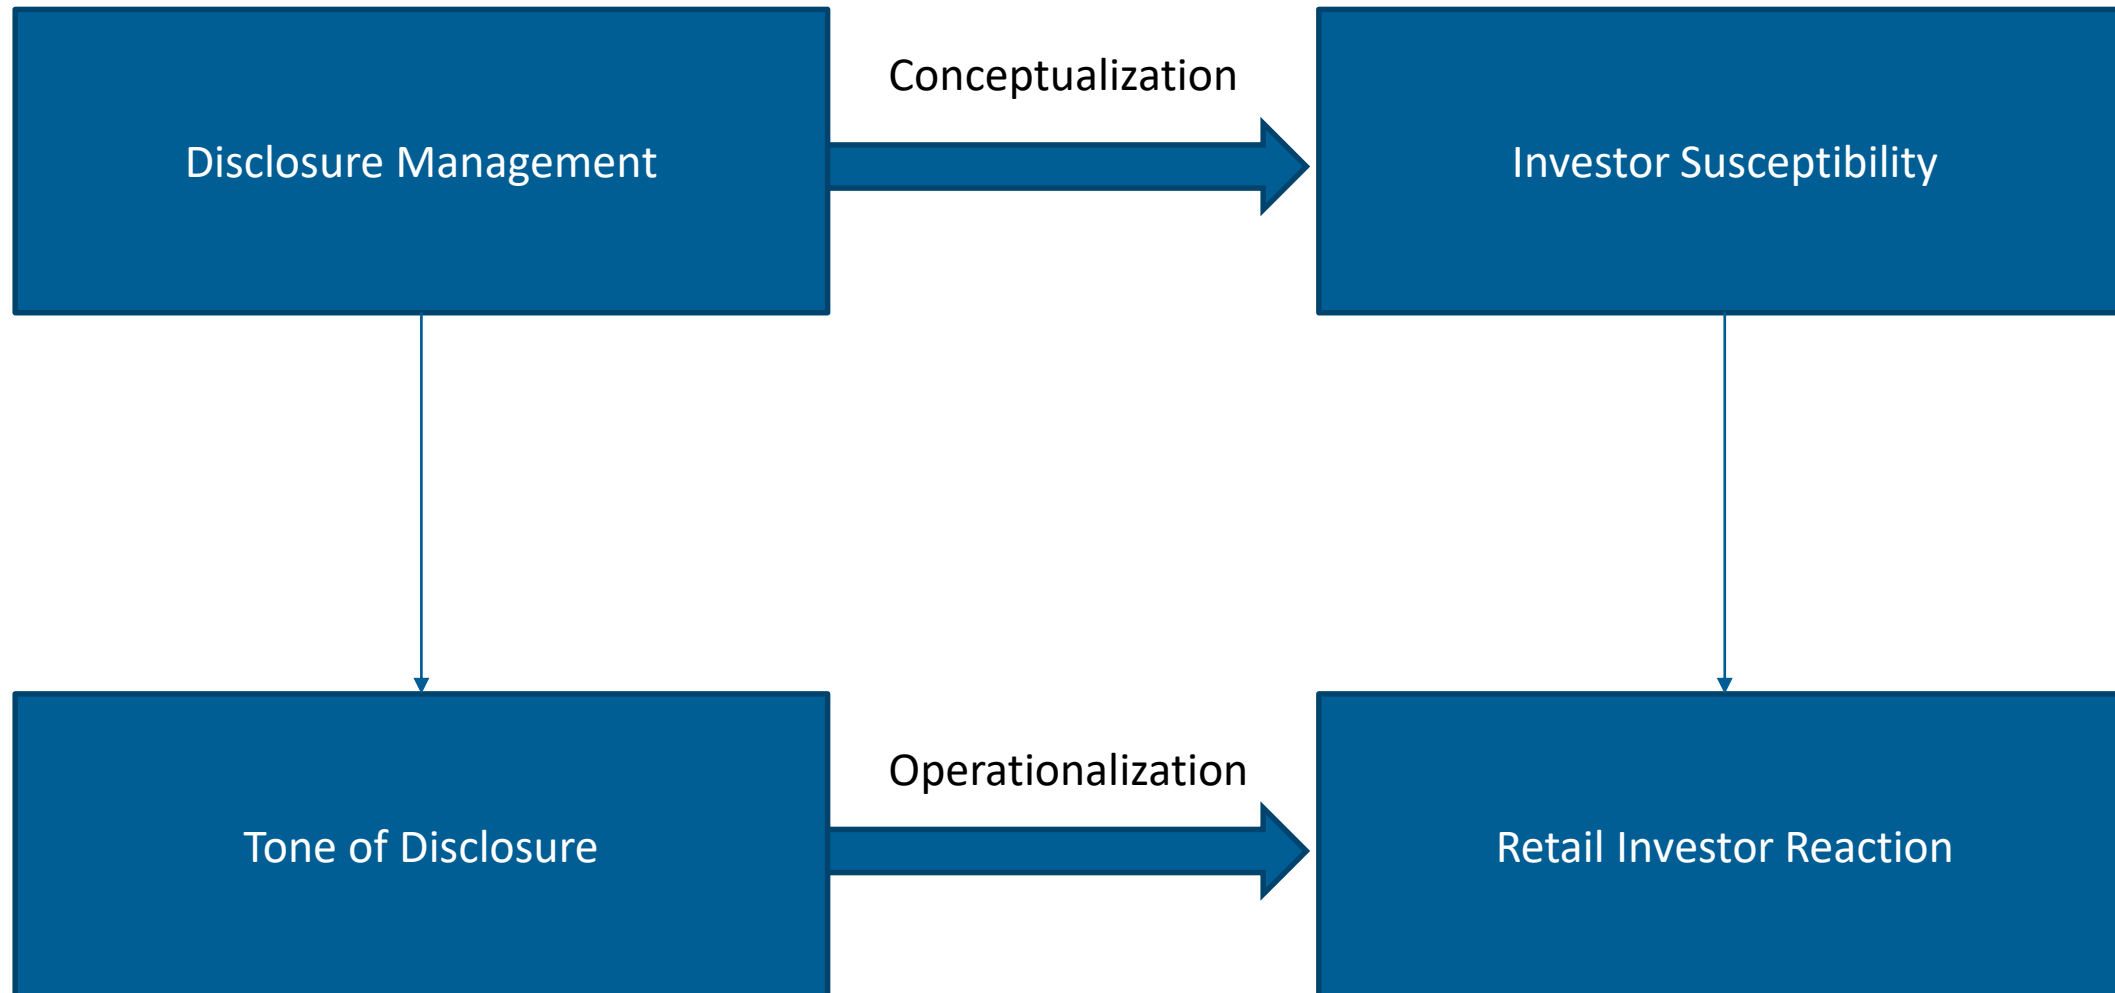 Conceptualization
Disclosure Management
Investor Susceptibility
Operationalization
Tone of Disclosure
Retail Investor Reaction